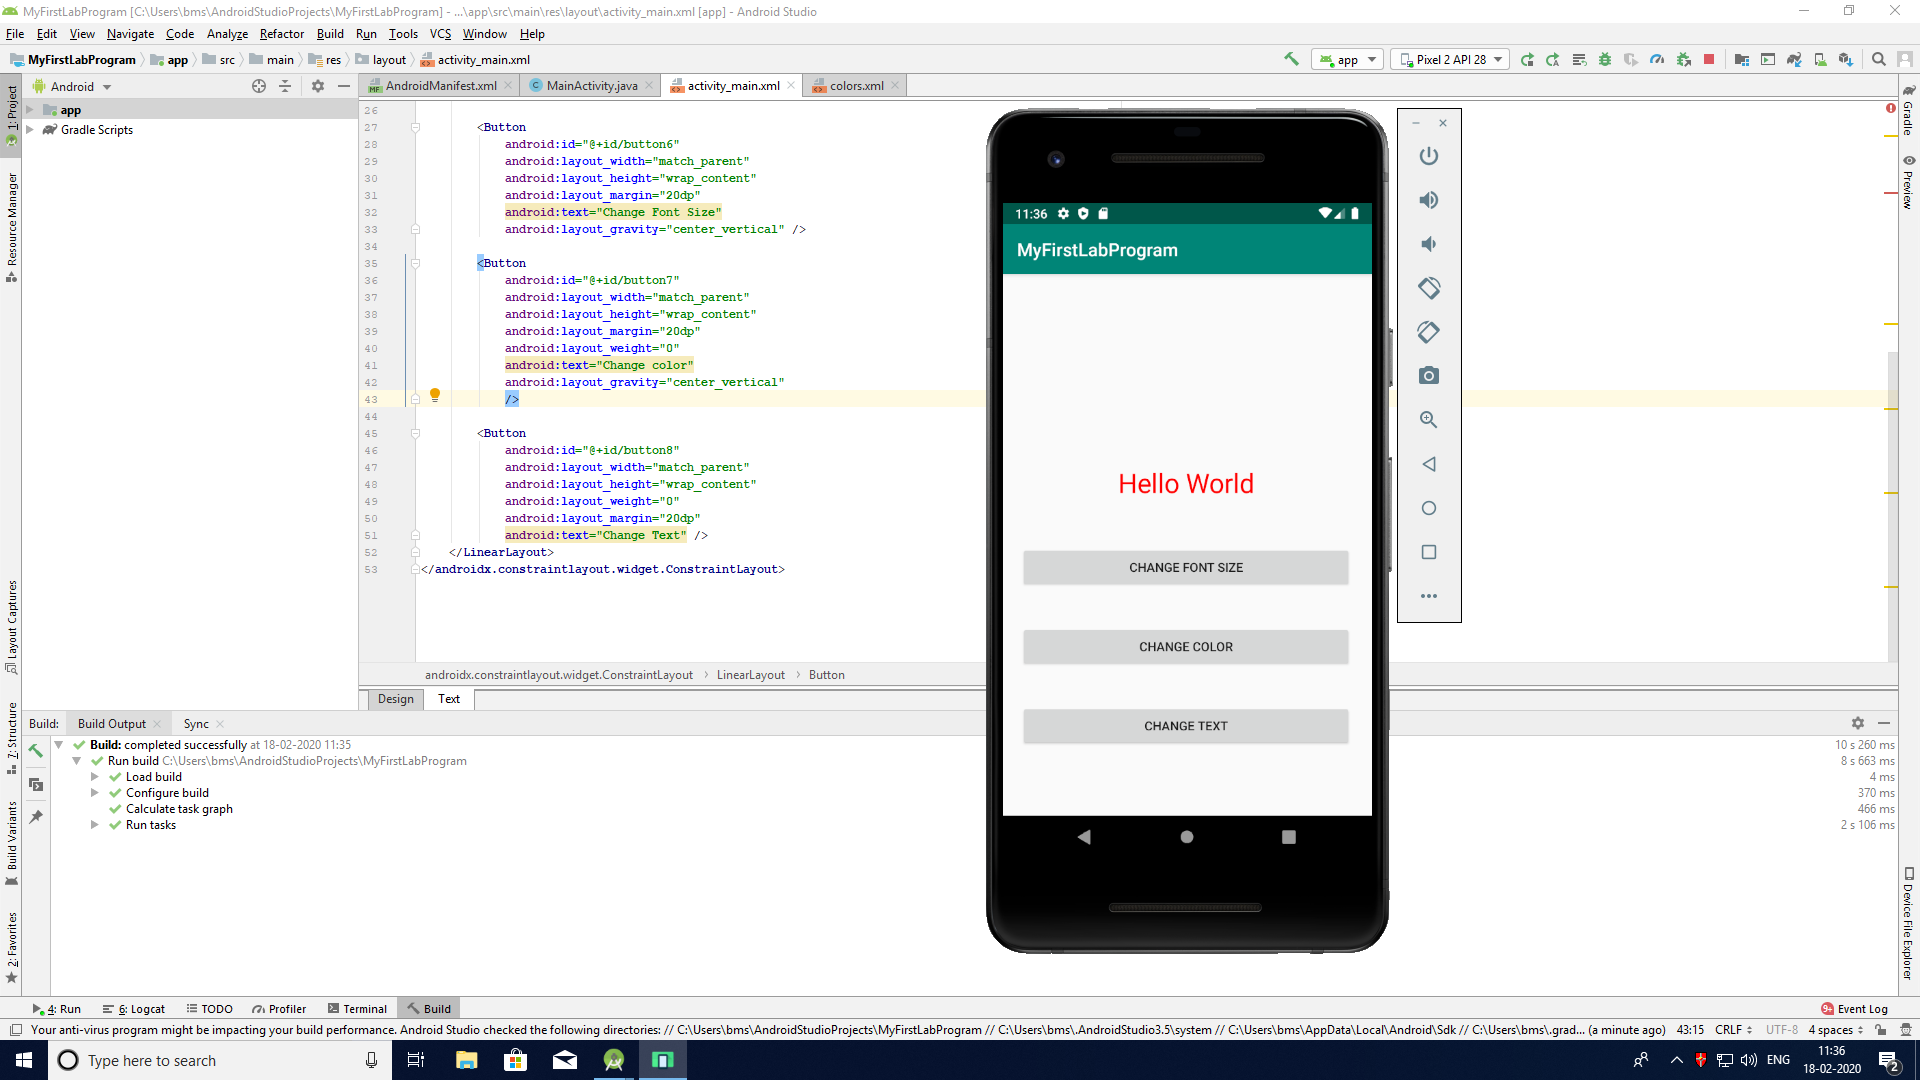 MyFirstLabProgram [C:\Users\bms\AndroidStudioProjects\MyFirstLabProgram] - ...\app\src\main\res\layout\activity_main.xml [app] - Android Studio
File Edit View Navigate Code Analyze Refactor Build Run Tools VCS Window Help
MyFirstLabProgram app src main res layout activity_main.xml
app
Pixel 2 API 28
Android
AndroidManifest.xml
MainActivity.java
activity_main.xml
colors.xml
1: Project
Resource Manager
Layout Captures
7: Structure
Build Variants
2: Favorites
Gradle
Preview
Device File Explorer
app
Gradle Scripts
26
27 <Button
28 android:id="@+id/button6"
29 android:layout_width="match_parent"
30 android:layout_height="wrap_content"
31 android:layout_margin="20dp"
32 android:text="Change Font Size"
33 android:layout_gravity="center_vertical" />
34
35 <Button
36 android:id="@+id/button7"
37 android:layout_width="match_parent"
38 android:layout_height="wrap_content"
39 android:layout_margin="20dp"
40 android:layout_weight="0"
41 android:text="Change color"
42 android:layout_gravity="center_vertical"
43 />
44
45 <Button
46 android:id="@+id/button8"
47 android:layout_width="match_parent"
48 android:layout_height="wrap_content"
49 android:layout_weight="0"
50 android:layout_margin="20dp"
51 android:text="Change Text" />
52 </LinearLayout>
53 </androidx.constraintlayout.widget.ConstraintLayout>
androidx.constraintlayout.widget.ConstraintLayout › LinearLayout › Button
Design Text
11:36
MyFirstLabProgram
Hello World
CHANGE FONT SIZE
CHANGE COLOR
CHANGE TEXT
Build: Build Output Sync
Build: completed successfully at 18-02-2020 11:35 10 s 260 ms
Run build C:\Users\bms\AndroidStudioProjects\MyFirstLabProgram 8 s 663 ms
Load build 4 ms
Configure build 370 ms
Calculate task graph 466 ms
Run tasks 2 s 106 ms
4: Run 6: Logcat TODO Profiler Terminal Build 9+ Event Log
Your anti-virus program might be impacting your build performance. Android Studio checked the following directories: // C:\Users\bms\AndroidStudioProjects\MyFirstLabProgram // C:\Users\bms\.AndroidStudio3.5\system // C:\Users\bms\AppData\Local\Android\Sdk // C:\Users\bms\.grad... (a minute ago) 43:15 CRLF UTF-8 4 spaces
Type here to search
ENG
11:36
18-02-2020
2